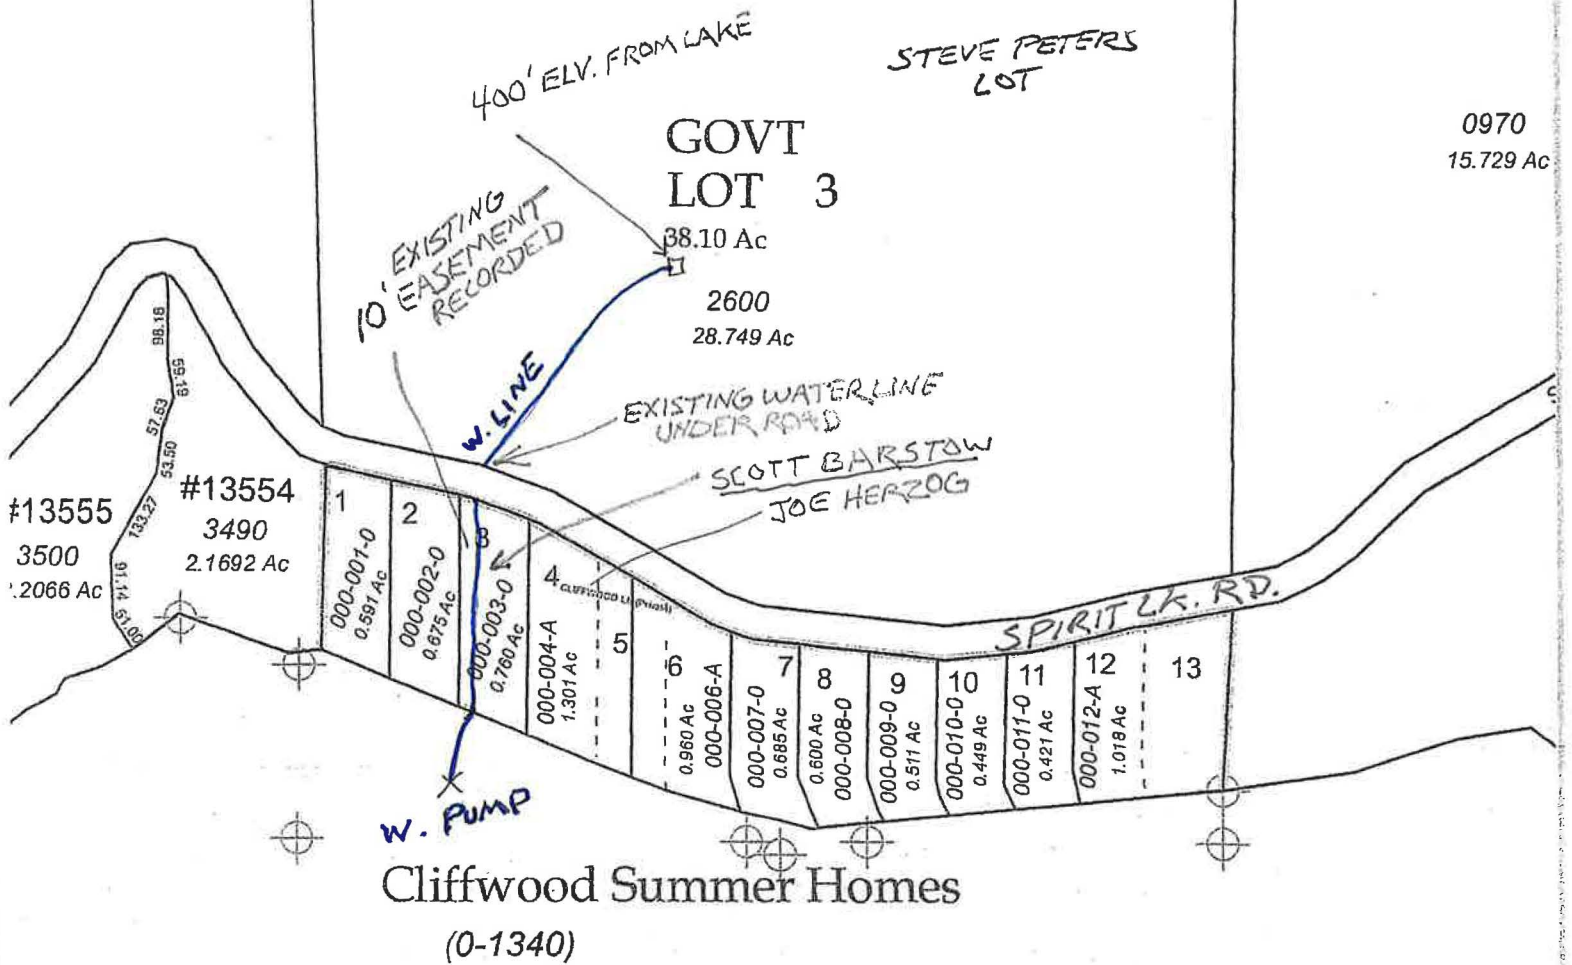 400' ELV. FROM LAKE
STEVE PETERS
LOT
GOVT
LOT 3
38.10 Ac
0970
15.729 Ac
10' EXISTING
EASEMENT
RECORDED
2600
28.749 Ac
W. LINE
EXISTING WATERLINE
UNDER ROAD
SCOTT BARSTOW
JOE HERZOG
98.18
59.19
57.63
53.50
133.27
91.14
51.00
#13555
3500
.2066 Ac
#13554
3490
2.1692 Ac
1
000-001-0
0.591 Ac
2
000-002-0
0.675 Ac
3
000-003-0
0.760 Ac
4
CLIFFWOOD LN (Private)
000-004-A
1.301 Ac
5
6
0.960 Ac
000-006-A
7
000-007-0
0.685 Ac
8
0.600 Ac
000-008-0
9
000-009-0
0.511 Ac
10
000-010-0
0.449 Ac
11
000-011-0
0.421 Ac
12
000-012-A
1.018 Ac
13
SPIRIT LK. RD.
W. PUMP
Cliffwood Summer Homes
(0-1340)